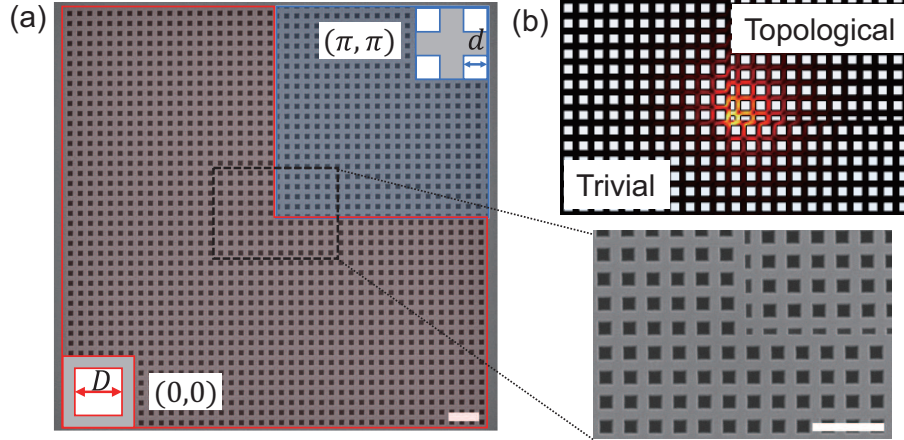 (a)
(π, π)
d
D
(0,0)
(b)
Topological
Trivial